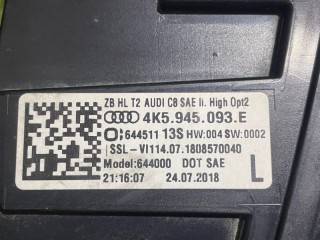 ZB HL T2 AUDI C8 SAE li. High Opt2
4K5.945.093.E
O:644511 13S HW:004 SW:0002
SSL-VI114.07.1808570040
Model:644000 DOT SAE
21:16:07 24.07.2018 L